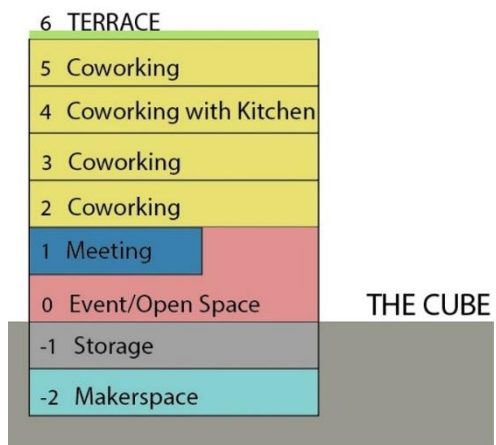 6 TERRACE
5 Coworking
4 Coworking with Kitchen
3 Coworking
2 Coworking
1 Meeting
0 Event/Open Space
THE CUBE
-1 Storage
-2 Makerspace